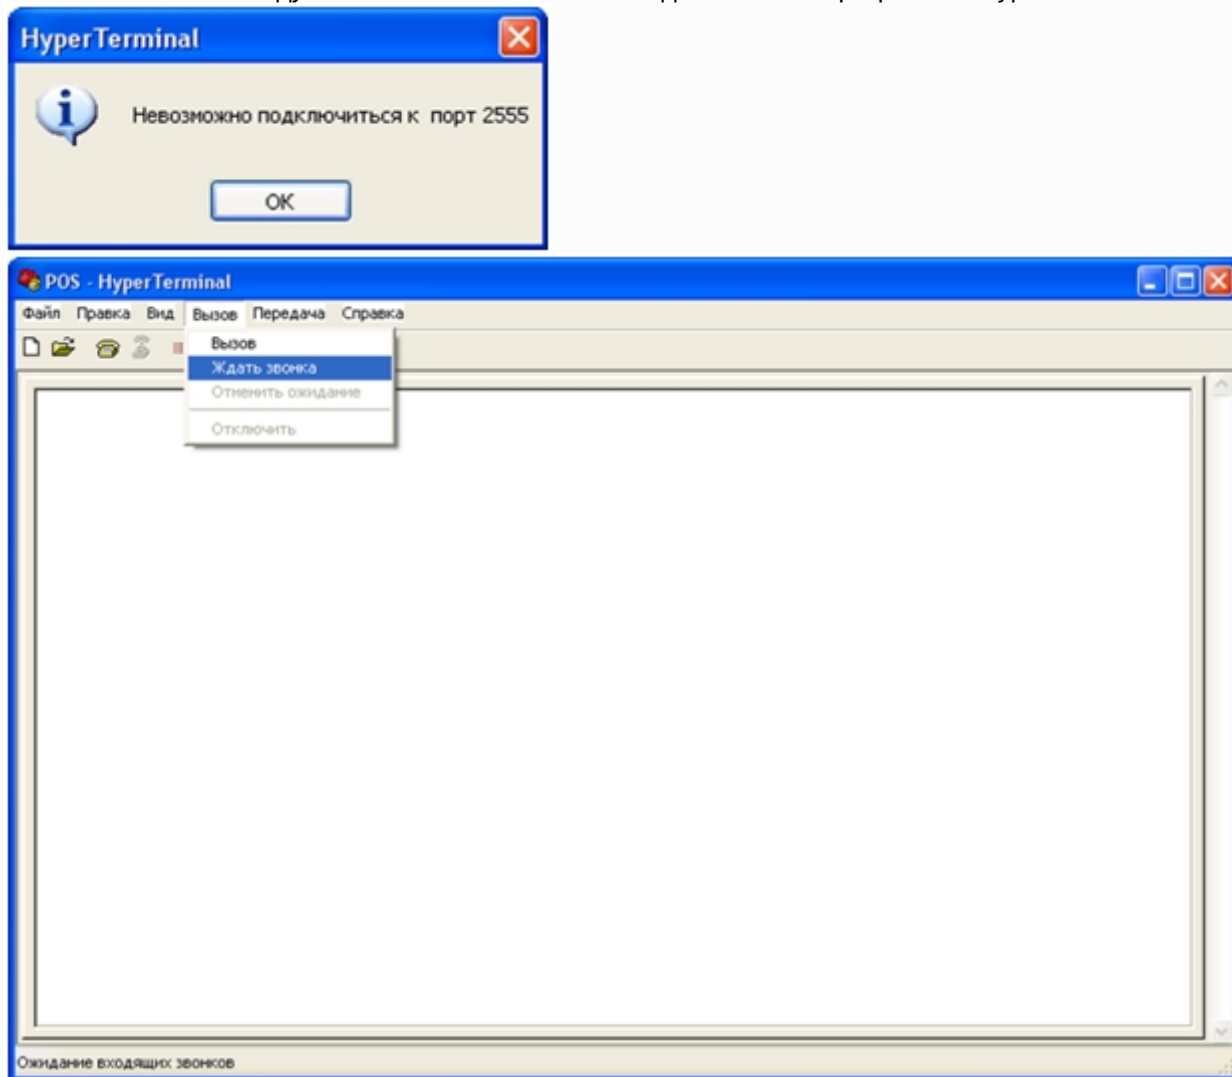 HyperTerminal
Невозможно подключиться к порт 2555
ОК
POS - HyperTerminal
Файл Правка Вид Вызов Передача Справка
Вызов
Ждать звонка
Отменить ожидание
Отключить
Ожидание входящих звонков